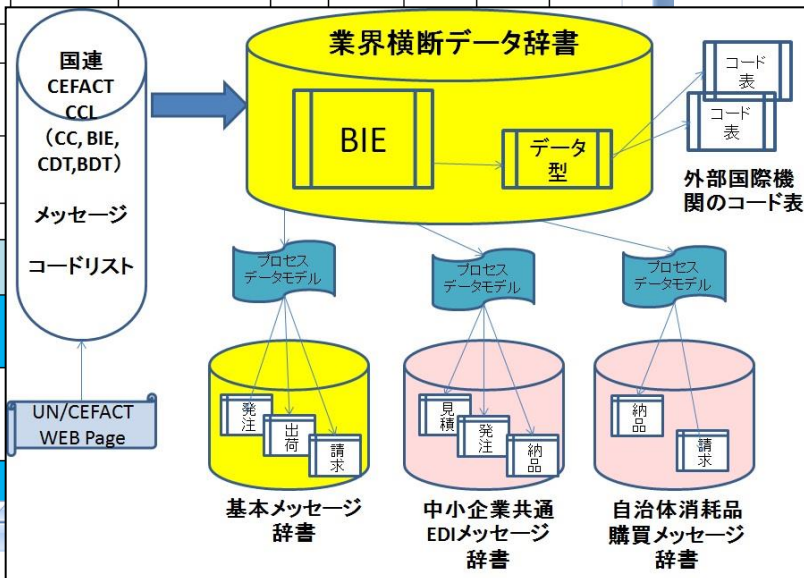 国連
CEFACT
CCL
(CC, BIE,
CDT,BDT)
メッセージ
コードリスト
UN/CEFACT
WEB Page
業界横断データ辞書
BIE
データ
型
コード
表
コード
表
外部国際機
関のコード表
プロセス
データモデル
プロセス
データモデル
プロセス
データモデル
発注
出荷
請求
見積
発注
納品
納品
請求
基本メッセージ
辞書
中小企業共通
EDIメッセージ
辞書
自治体消耗品
購買メッセージ
辞書